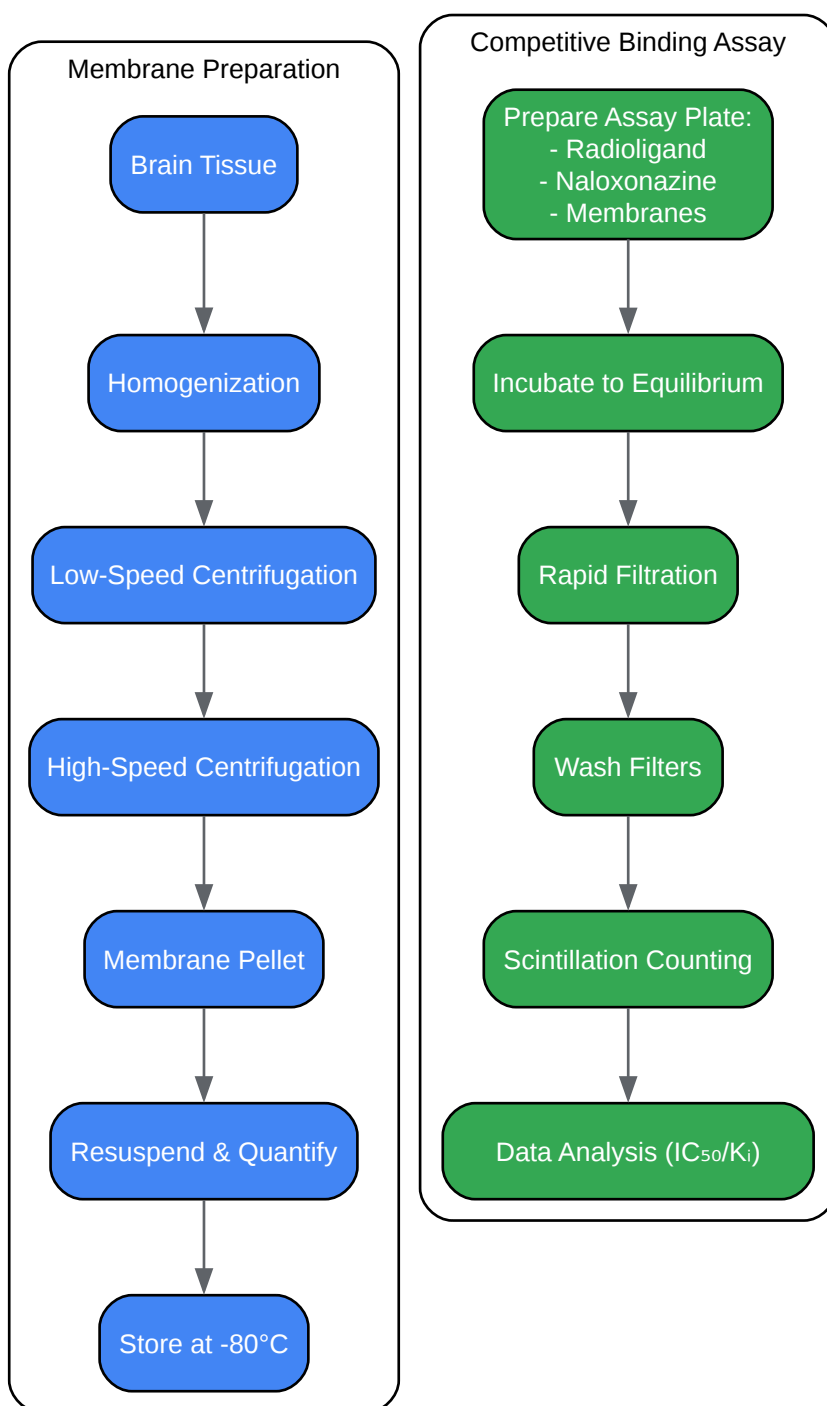 Membrane Preparation
Brain Tissue
Homogenization
Low-Speed Centrifugation
High-Speed Centrifugation
Membrane Pellet
Resuspend & Quantify
Store at -80°C
Competitive Binding Assay
Prepare Assay Plate:
- Radioligand
- Naloxonazine
- Membranes
Incubate to Equilibrium
Rapid Filtration
Wash Filters
Scintillation Counting
Data Analysis (IC₅₀/Kᵢ)